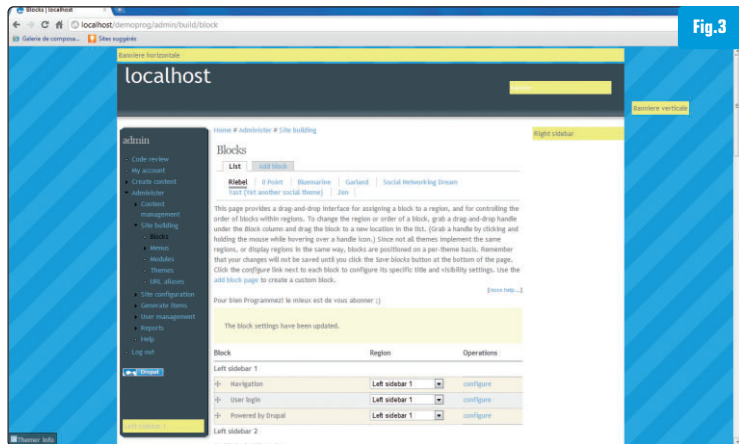 Blocks | localhost
localhost/demoprog/admin/build/block
Fig.3
Galerie de composa... Sites suggérés
Banniere horizontale
localhost
Banniere verticale
Right sidebar
admin
- Code review
- My account
Create content
Administer
Content
management
Site building
- Blocks
Menus
- Modules
- Themes
- URL aliases
Site configuration
Generate items
User management
Reports
- Help
- Log out
Drupal
Left sidebar 1
Home # Administer # Site building
Blocks
List Add block
Riebel 0 Point Bluemarine Garland Social Networking Dream
Yast (Yet another social theme) Zen
This page provides a drag-and-drop interface for assigning a block to a region, and for controlling the
order of blocks within regions. To change the region or order of a block, grab a drag-and-drop handle
under the Block column and drag the block to a new location in the list. (Grab a handle by clicking and
holding the mouse while hovering over a handle icon.) Since not all themes implement the same
regions, or display regions in the same way, blocks are positioned on a per-theme basis. Remember
that your changes will not be saved until you click the Save blocks button at the bottom of the page.
Click the configure link next to each block to configure its specific title and visibility settings. Use the
add block page to create a custom block.
[more help...]
Pour bien Programmez! le mieux est de vous abonner ;)
The block settings have been updated.
Block Region Operations
Left sidebar 1
Navigation Left sidebar 1 configure
User login Left sidebar 1 configure
Powered by Drupal Left sidebar 1 configure
Left sidebar 2
Themer info